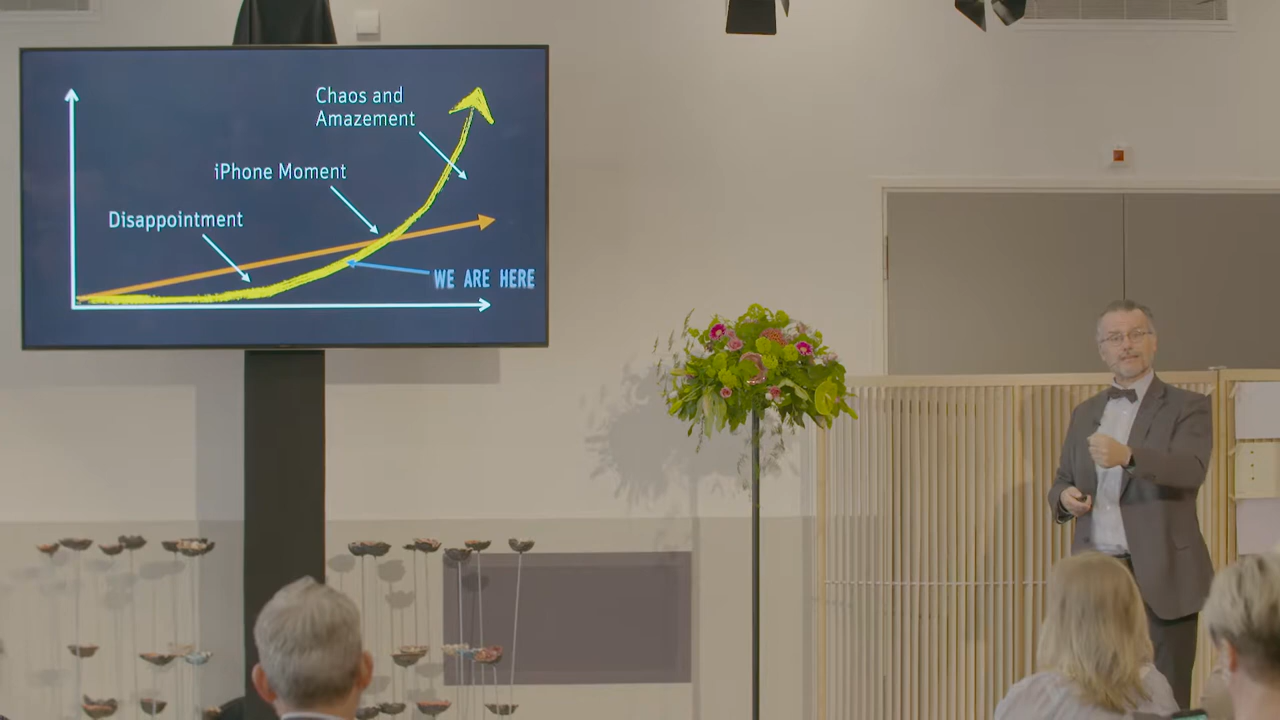 Chaos and
Amazement
iPhone Moment
Disappointment
WE ARE HERE